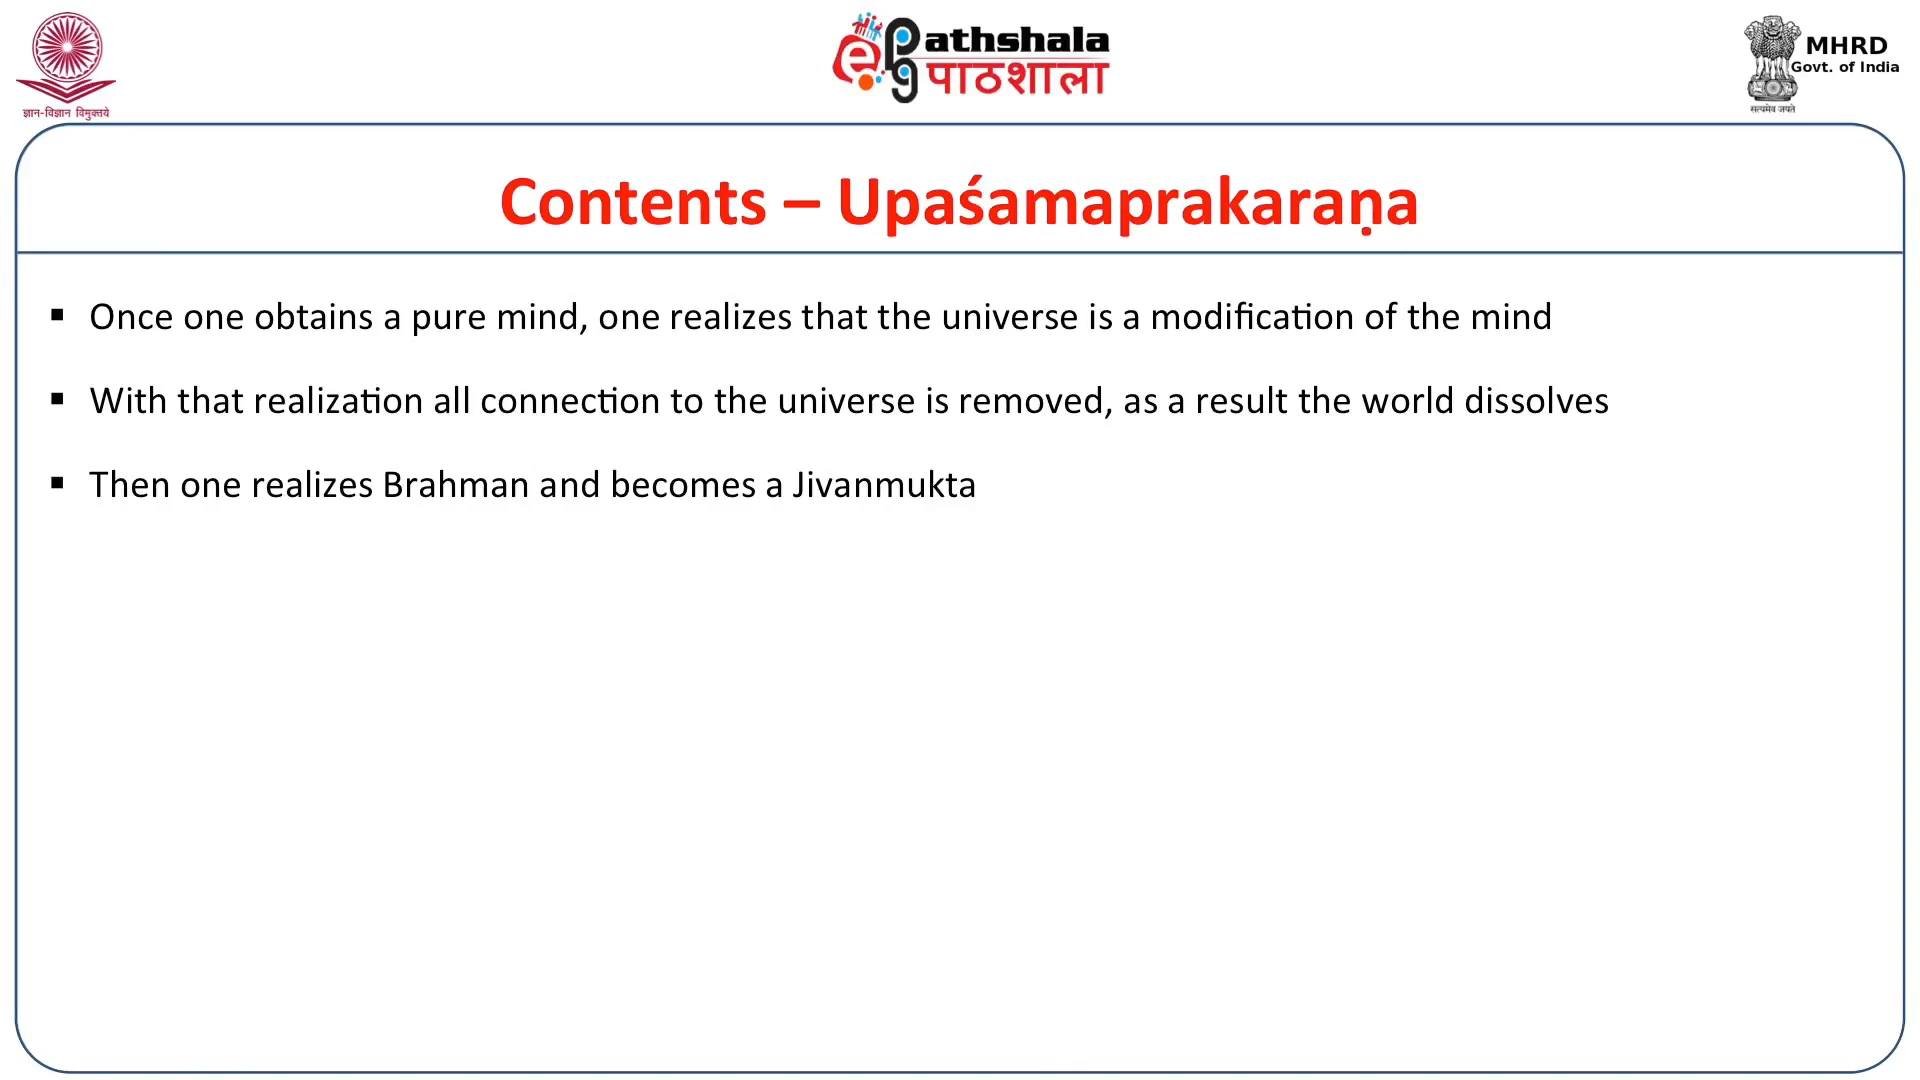 ज्ञान-विज्ञान विमुक्तये
e pg Pathshala
पाठशाला
MHRD
Govt. of India
सत्यमेव जयते
Contents – Upaśamaprakaraṇa
▪ Once one obtains a pure mind, one realizes that the universe is a modification of the mind
▪ With that realization all connection to the universe is removed, as a result the world dissolves
▪ Then one realizes Brahman and becomes a Jivanmukta